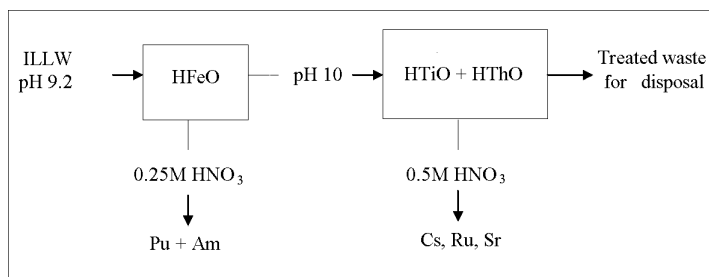 ILLW
pH 9.2
HFeO
pH 10
HTiO + HThO
Treated waste
for disposal
0.25M HNO₃
0.5M HNO₃
Pu + Am
Cs, Ru, Sr